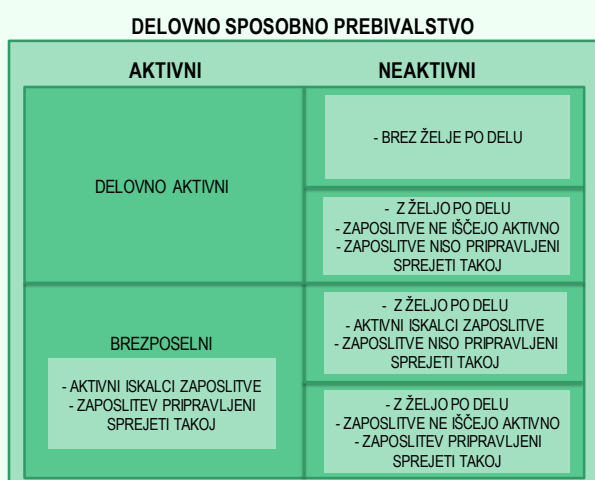 DELOVNO SPOSOBNO PREBIVALSTVO
AKTIVNI
NEAKTIVNI
DELOVNO AKTIVNI
- BREZ ŽELJE PO DELU
- Z ŽELJO PO DELU
- ZAPOSLITVE NE IŠČEJO AKTIVNO
- ZAPOSLITVE NISO PRIPRAVLJENI
SPREJETI TAKOJ
BREZPOSELNI
- AKTIVNI ISKALCI ZAPOSLITVE
- ZAPOSLITEV PRIPRAVLJENI
SPREJETI TAKOJ
- Z ŽELJO PO DELU
- AKTIVNI ISKALCI ZAPOSLITVE
- ZAPOSLITVE NISO PRIPRAVLJENI
SPREJETI TAKOJ
- Z ŽELJO PO DELU
- ZAPOSLITVE NE IŠČEJO AKTIVNO
- ZAPOSLITEV PRIPRAVLJENI
SPREJETI TAKOJ